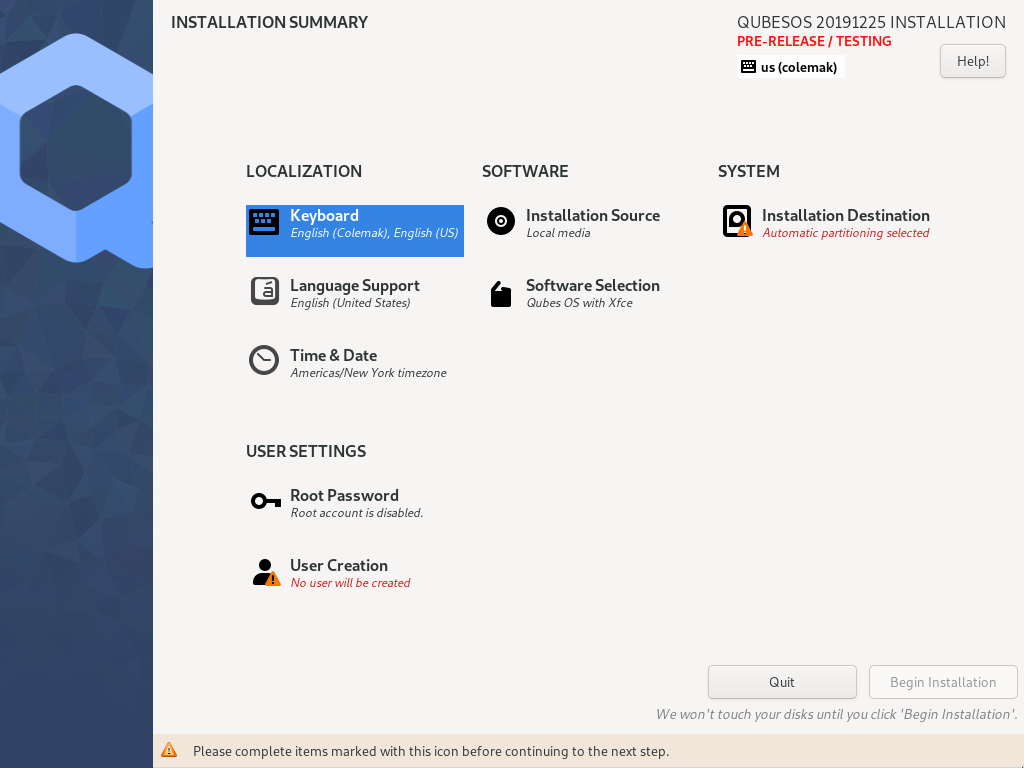 INSTALLATION SUMMARY
QUBESOS 20191225 INSTALLATION
PRE-RELEASE / TESTING
us (colemak)
Help!
LOCALIZATION
Keyboard
English (Colemak), English (US)
Language Support
English (United States)
Time & Date
Americas/New York timezone
SOFTWARE
Installation Source
Local media
Software Selection
Qubes OS with Xfce
SYSTEM
Installation Destination
Automatic partitioning selected
USER SETTINGS
Root Password
Root account is disabled.
User Creation
No user will be created
Quit
Begin Installation
We won't touch your disks until you click 'Begin Installation'.
Please complete items marked with this icon before continuing to the next step.